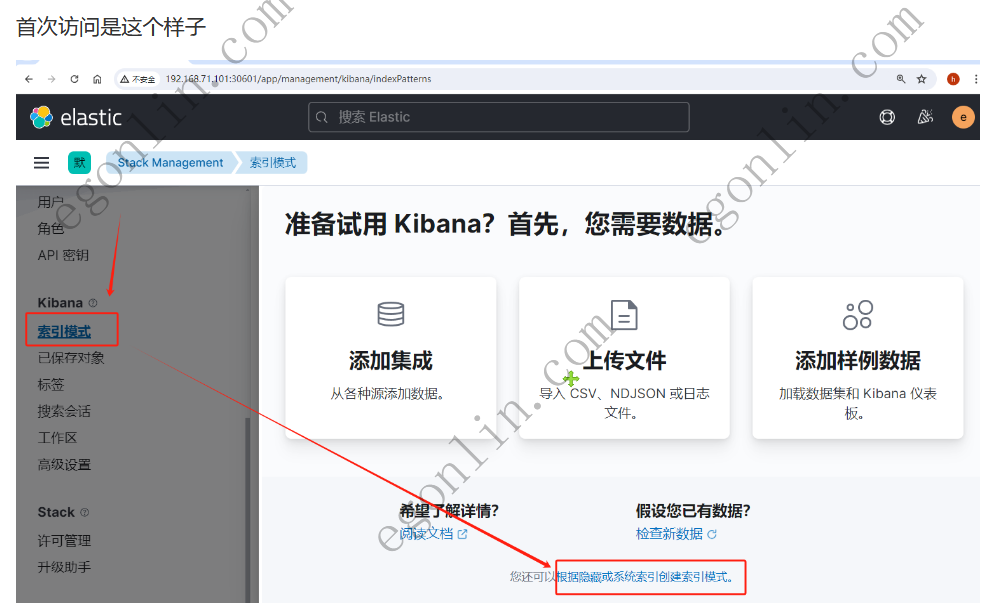 首次访问是这个样子
不安全 192.168.71.101:30601/app/management/kibana/indexPatterns
h
elastic
搜索 Elastic
e
默
Stack Management
索引模式
用户
角色
API 密钥
Kibana
索引模式
已保存对象
标签
搜索会话
工作区
高级设置
Stack
许可管理
升级助手
准备试用 Kibana？首先，您需要数据。
添加集成
从各种源添加数据。
上传文件
导入 CSV、NDJSON 或日志
文件。
添加样例数据
加载数据集和 Kibana 仪表
板。
希望了解详情?
阅读文档
假设您已有数据?
检查新数据
您还可以根据隐藏或系统索引创建索引模式。
egonlin.com
egonlin.com
egonlin.com